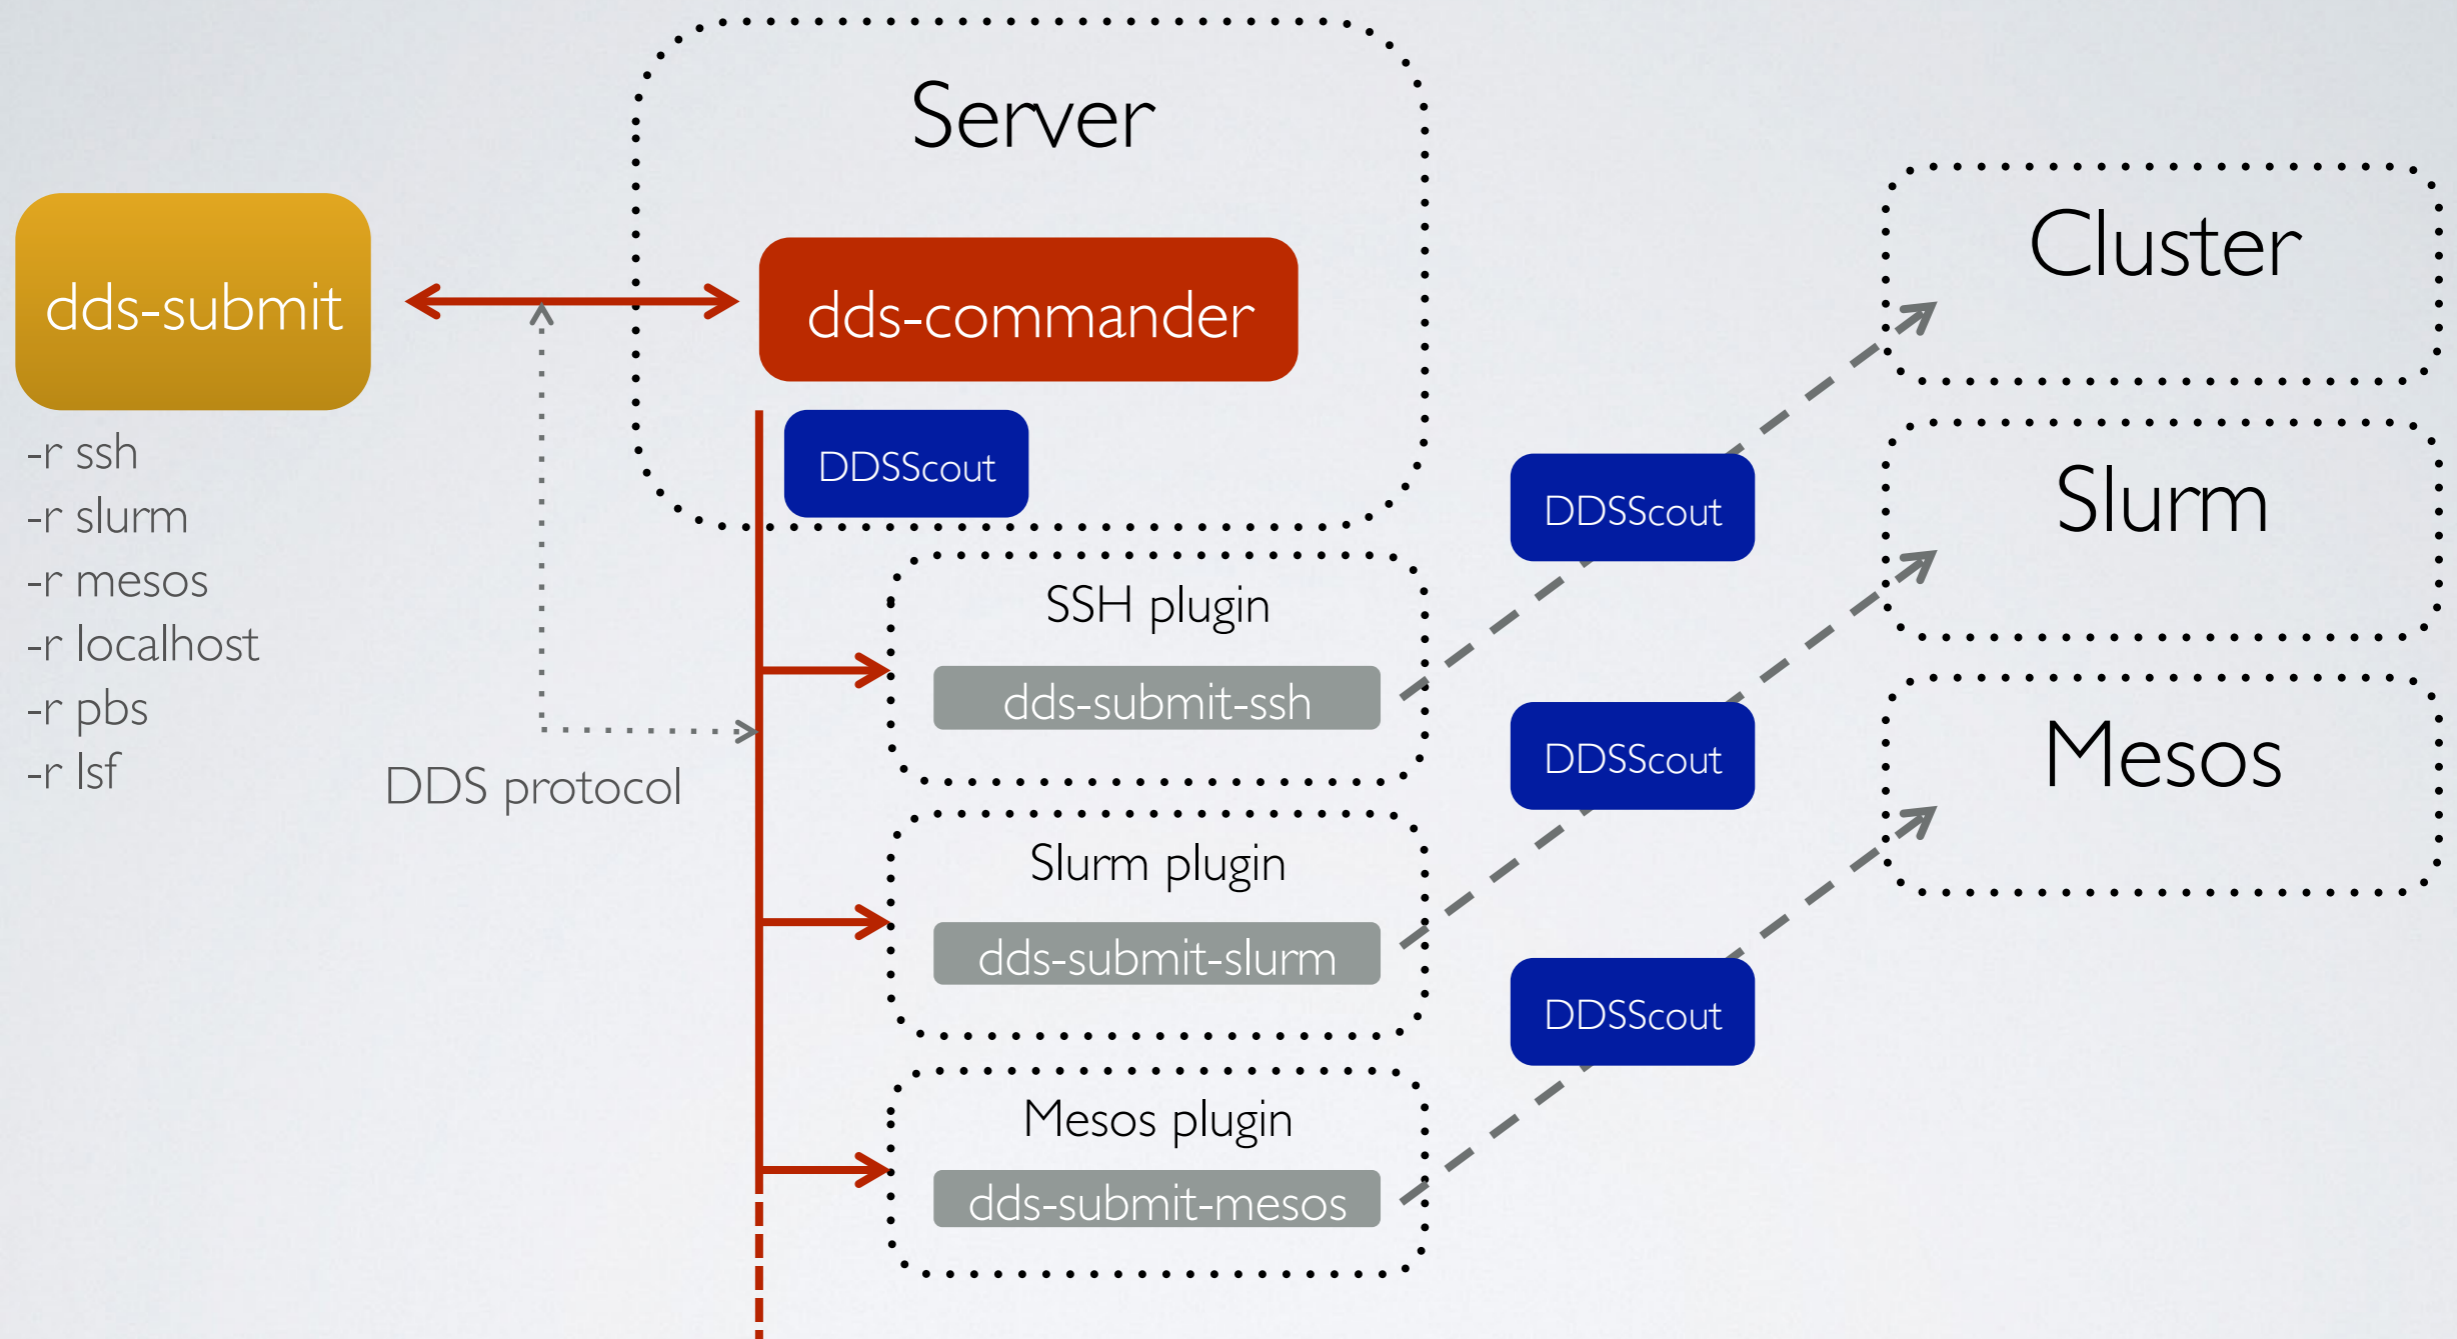 Server
dds-submit
dds-commander
DDSScout
-r ssh
-r slurm
-r mesos
-r localhost
-r pbs
-r lsf
DDS protocol
SSH plugin
dds-submit-ssh
Slurm plugin
dds-submit-slurm
Mesos plugin
dds-submit-mesos
DDSScout
DDSScout
DDSScout
Cluster
Slurm
Mesos